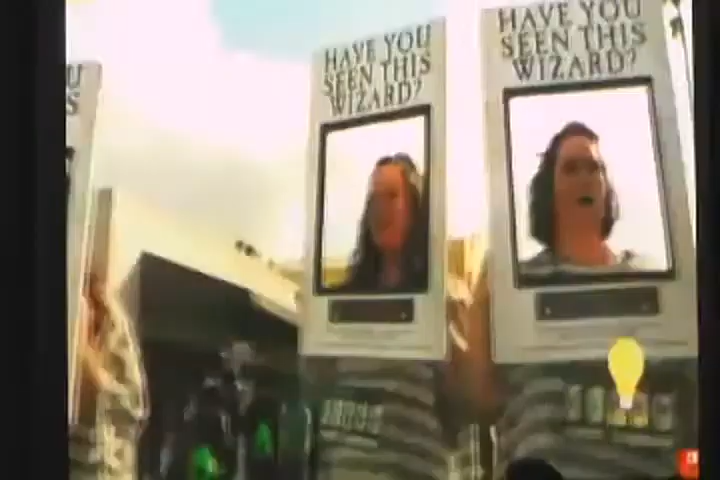 HAVE YOU
SEEN THIS
WIZARD?
HAVE YOU
SEEN THIS
WIZARD?
U
S